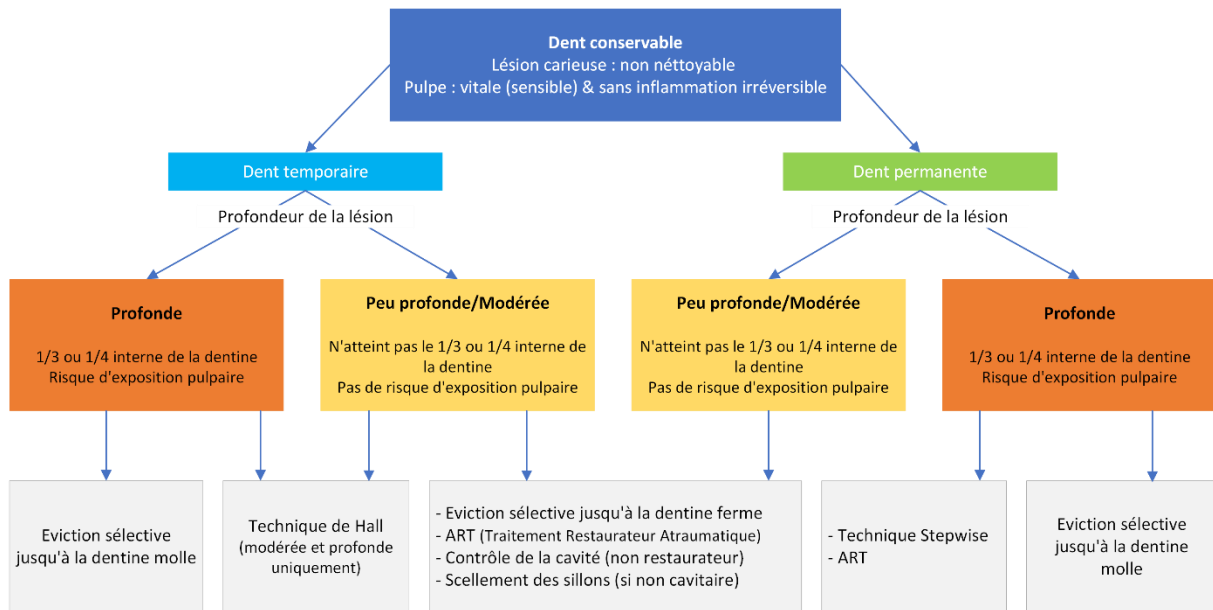 Dent conservable
Lésion carieuse : non néttoyable
Pulpe : vitale (sensible) & sans inflammation irréversible
Dent temporaire
Dent permanente
Profondeur de la lésion
Profondeur de la lésion
Profonde
1/3 ou 1/4 interne de la dentine
Risque d'exposition pulpaire
Peu profonde/Modérée
N'atteint pas le 1/3 ou 1/4 interne de
la dentine
Pas de risque d'exposition pulpaire
Peu profonde/Modérée
N'atteint pas le 1/3 ou 1/4 interne de
la dentine
Pas de risque d'exposition pulpaire
Profonde
1/3 ou 1/4 interne de la dentine
Risque d'exposition pulpaire
Eviction sélective
jusqu'à la dentine molle
Technique de Hall
(modérée et profonde
uniquement)
- Eviction sélective jusqu'à la dentine ferme
- ART (Traitement Restaurateur Atraumatique)
- Contrôle de la cavité (non restaurateur)
- Scellement des sillons (si non cavitaire)
- Technique Stepwise
- ART
Eviction sélective
jusqu'à la dentine
molle